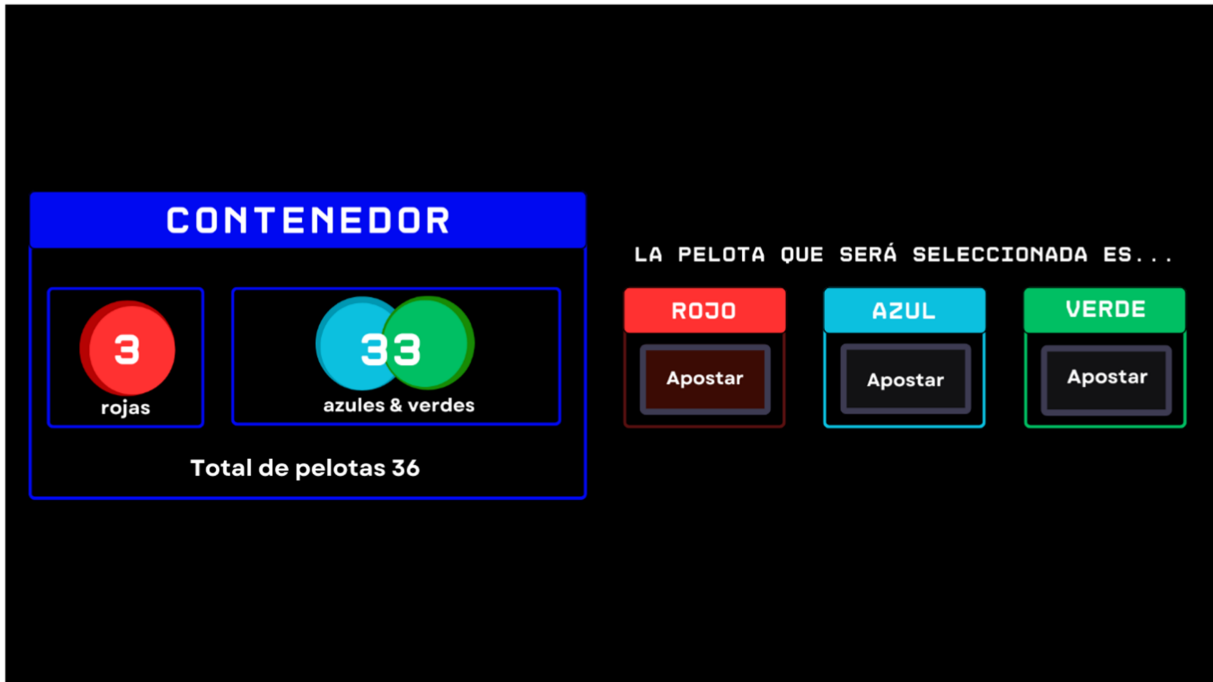 CONTENEDOR
3
rojas
33
azules & verdes
Total de pelotas 36
LA PELOTA QUE SERÁ SELECCIONADA ES...
ROJO
Apostar
AZUL
Apostar
VERDE
Apostar